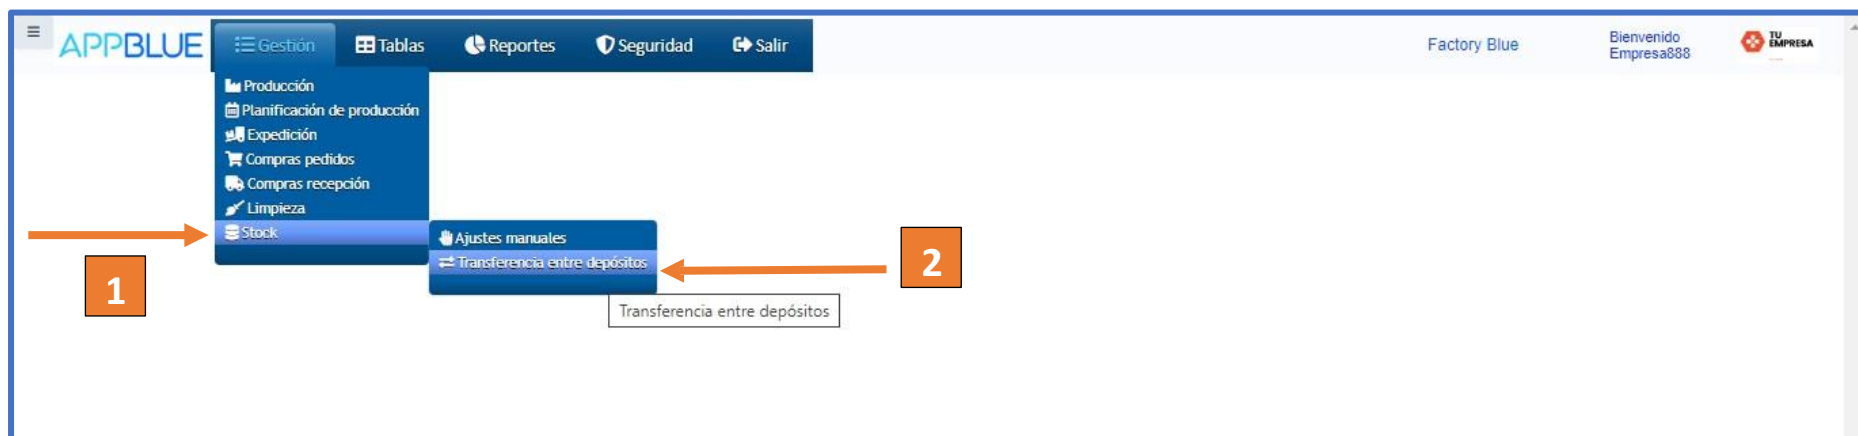 APPBLUE
Gestión
Tablas
Reportes
Seguridad
Salir
Factory Blue
Bienvenido
Empresa888
TU
EMPRESA
Producción
Planificación de producción
Expedición
Compras pedidos
Compras recepción
Limpieza
Stock
Ajustes manuales
Transferencia entre depósitos
Transferencia entre depósitos
1
2